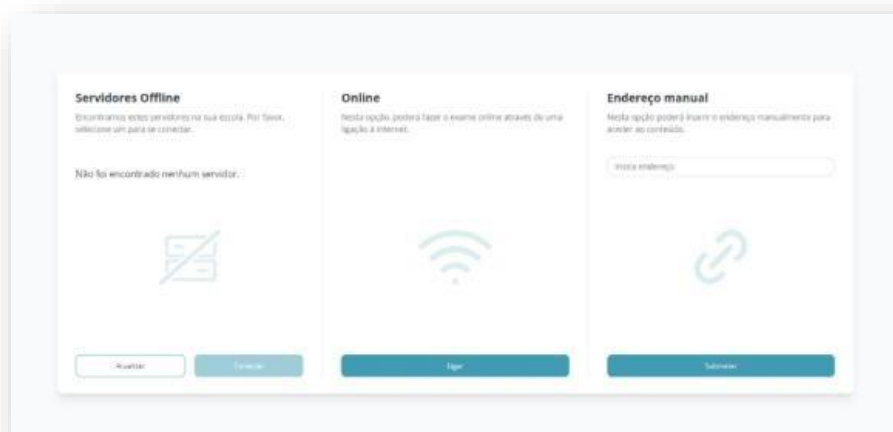 Servidores Offline
Encontramos estes servidores na sua escola. Por favor,
selecione um para se conectar.
Não foi encontrado nenhum servidor.
Atualizar
Conectar
Online
Nesta opção poderá fazer o exame online através de uma
ligação à internet.
Ligar
Endereço manual
Nesta opção poderá inserir o endereço manualmente para
aceder ao conteúdo.
Insira endereço
Submeter